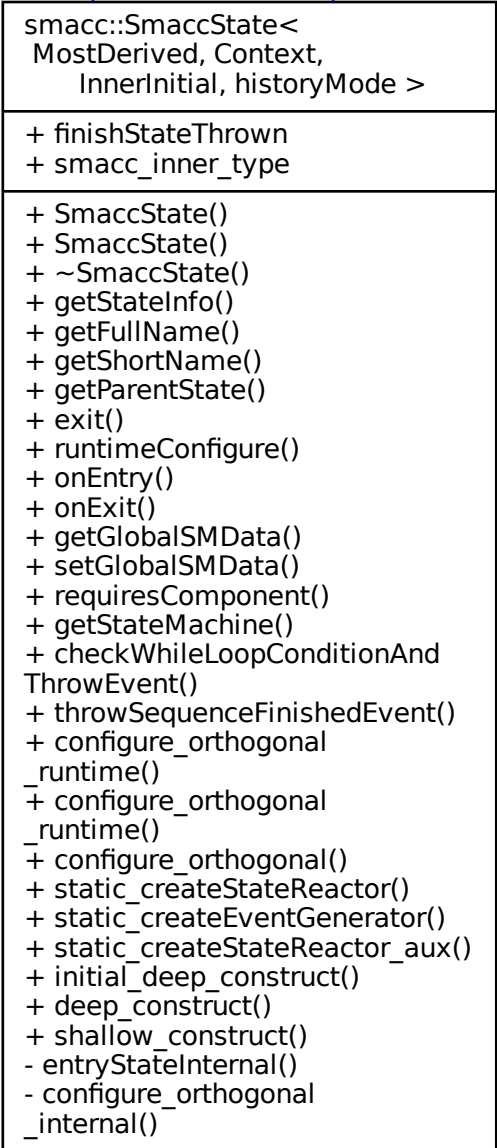 smacc::SmaccState<
MostDerived, Context,
InnerInitial, historyMode >
+ finishStateThrown
+ smacc_inner_type
+ SmaccState()
+ SmaccState()
+ ~SmaccState()
+ getStateInfo()
+ getFullName()
+ getShortName()
+ getParentState()
+ exit()
+ runtimeConfigure()
+ onEntry()
+ onExit()
+ getGlobalSMData()
+ setGlobalSMData()
+ requiresComponent()
+ getStateMachine()
+ checkWhileLoopConditionAnd
ThrowEvent()
+ throwSequenceFinishedEvent()
+ configure_orthogonal
_runtime()
+ configure_orthogonal
_runtime()
+ configure_orthogonal()
+ static_createStateReactor()
+ static_createEventGenerator()
+ static_createStateReactor_aux()
+ initial_deep_construct()
+ deep_construct()
+ shallow_construct()
- entryStateInternal()
- configure_orthogonal
_internal()